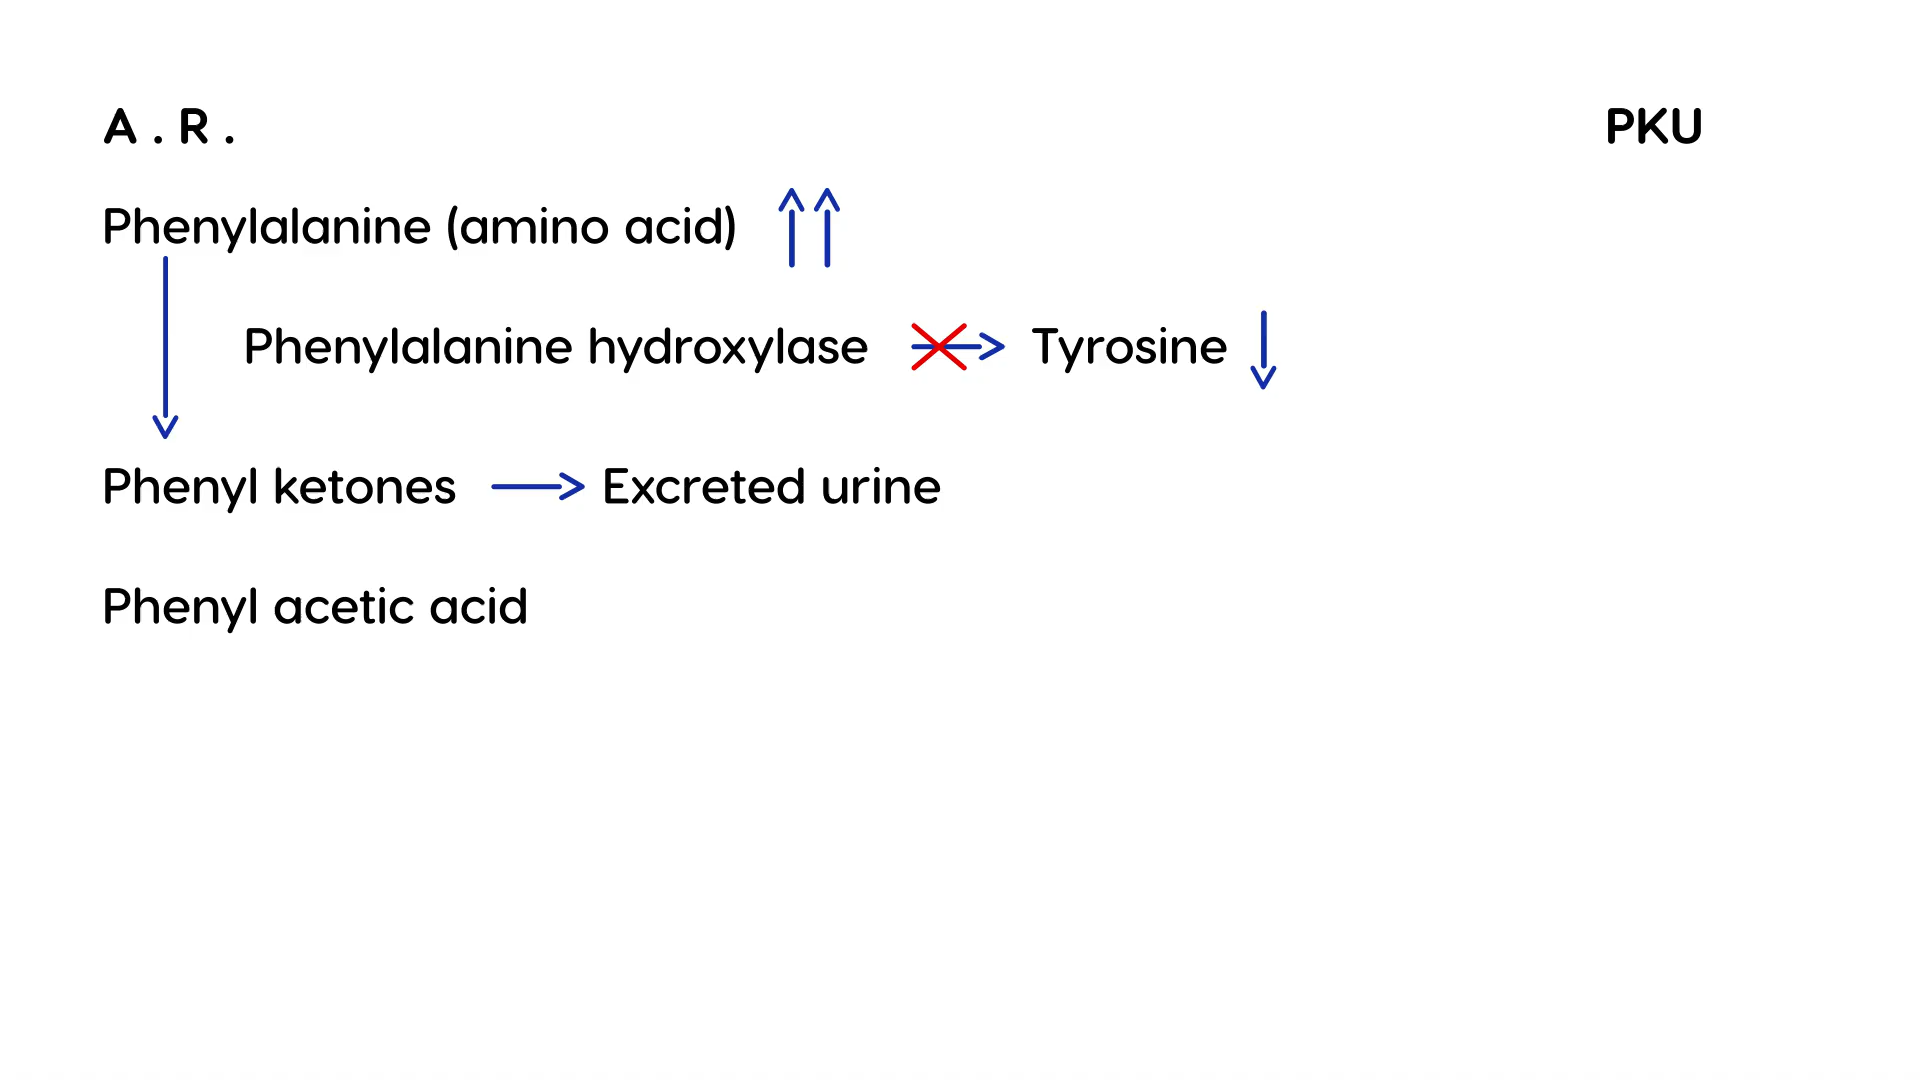 A . R . PKU
Phenylalanine (amino acid)
Phenylalanine hydroxylase Tyrosine
Phenyl ketones Excreted urine
Phenyl acetic acid